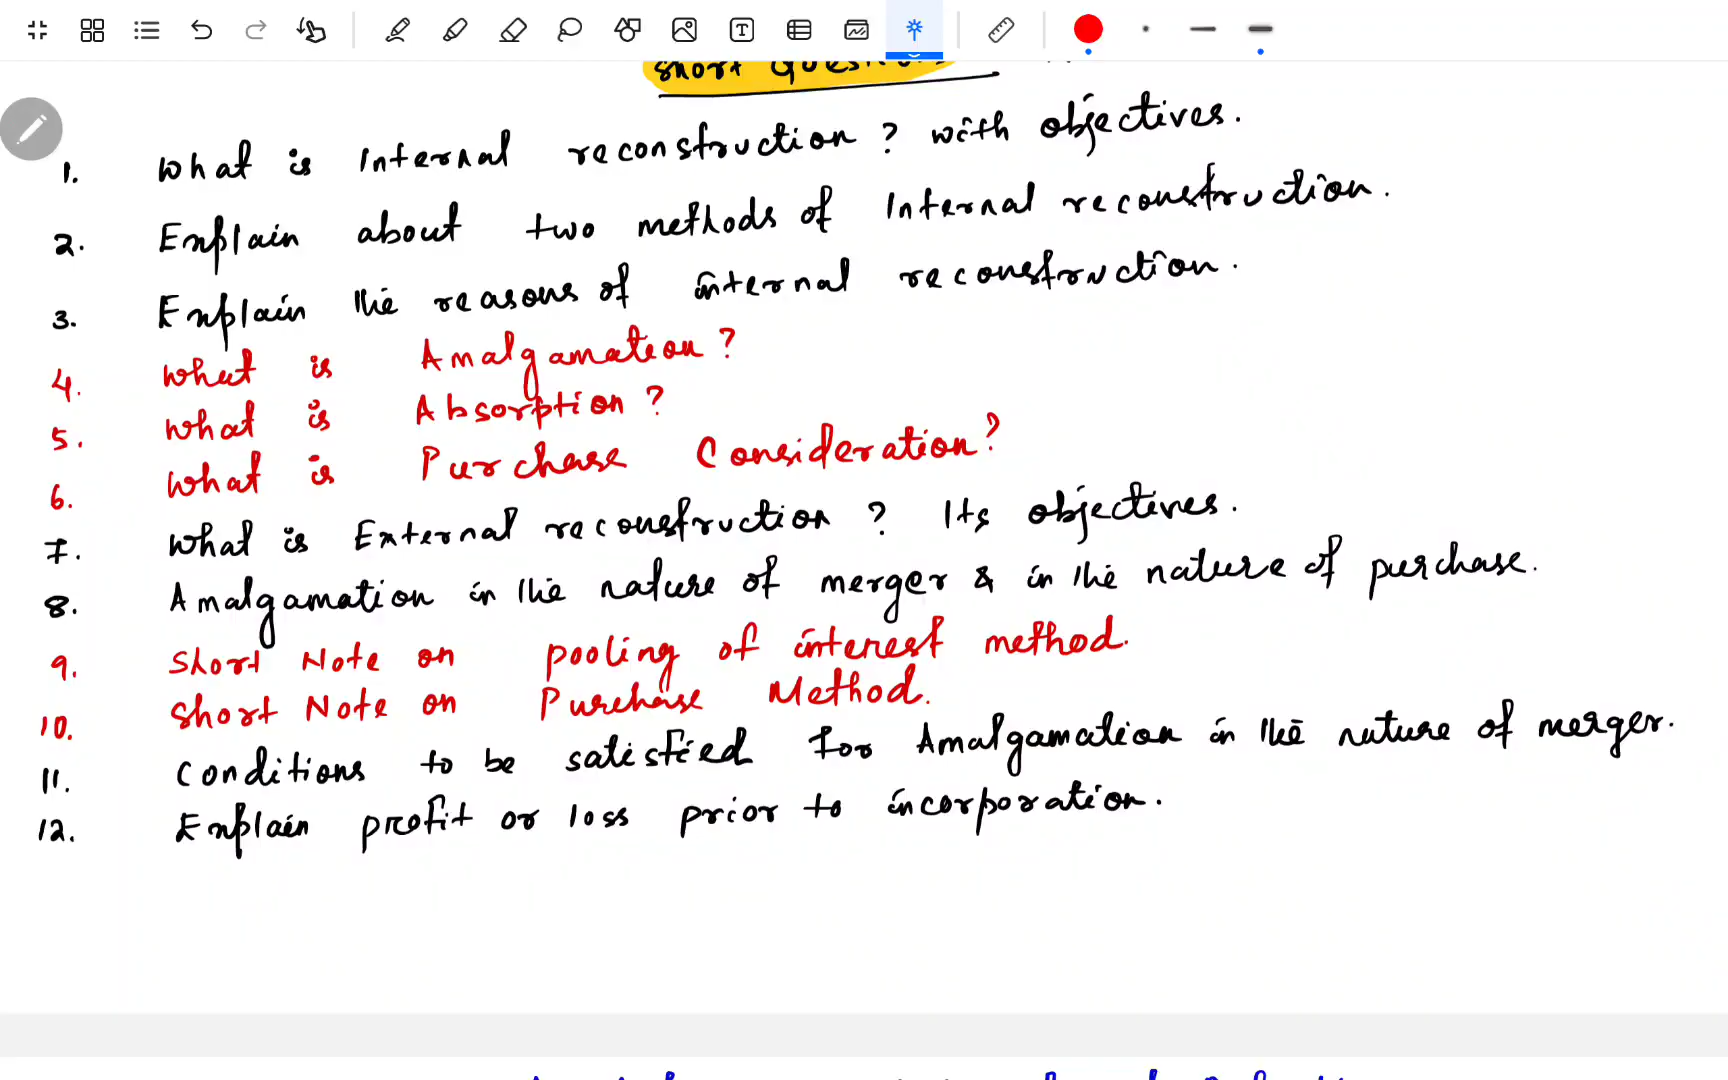 Short Questions
1. What is Internal reconstruction? with objectives.
2. Explain about two methods of Internal reconstruction.
3. Explain the reasons of internal reconstruction.
4. What is Amalgamation?
5. What is Absorption?
6. What is Purchase Consideration?
7. What is External reconstruction? Its objectives.
8. Amalgamation in the nature of merger & in the nature of purchase.
9. Short Note on pooling of interest method.
10. Short Note on Purchase Method.
11. Conditions to be satisfied for Amalgamation in the nature of merger.
12. Explain profit or loss prior to incorporation.